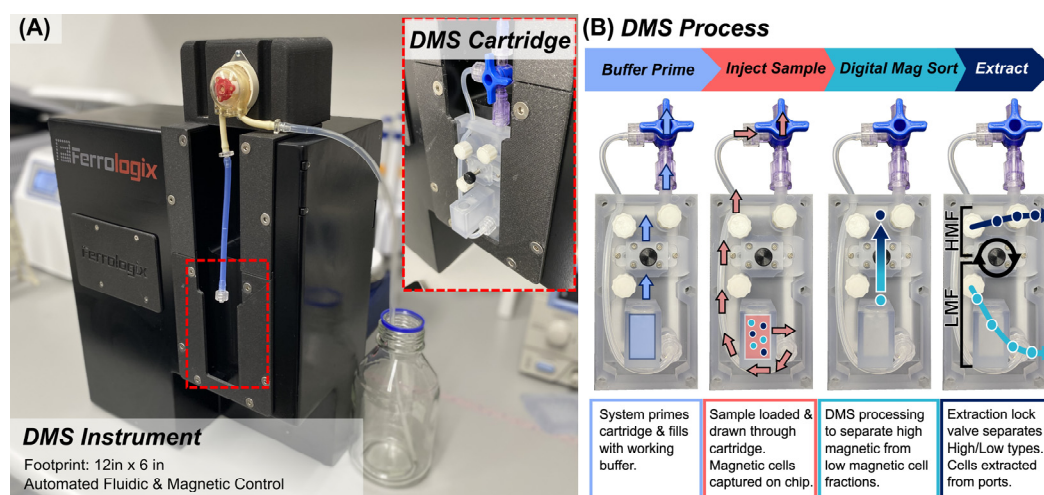 (A)
DMS Cartridge
Ferrologix
Ferrologix
DMS Instrument
Footprint: 12in x 6 in
Automated Fluidic & Magnetic Control
(B) DMS Process
Buffer Prime
Inject Sample
Digital Mag Sort
Extract
HMF
LMF
System primes
cartridge & fills
with working
buffer.
Sample loaded &
drawn through
cartridge.
Magnetic cells
captured on chip.
DMS processing
to separate high
magnetic from
low magnetic cell
fractions.
Extraction lock
valve separates
High/Low types.
Cells extracted
from ports.